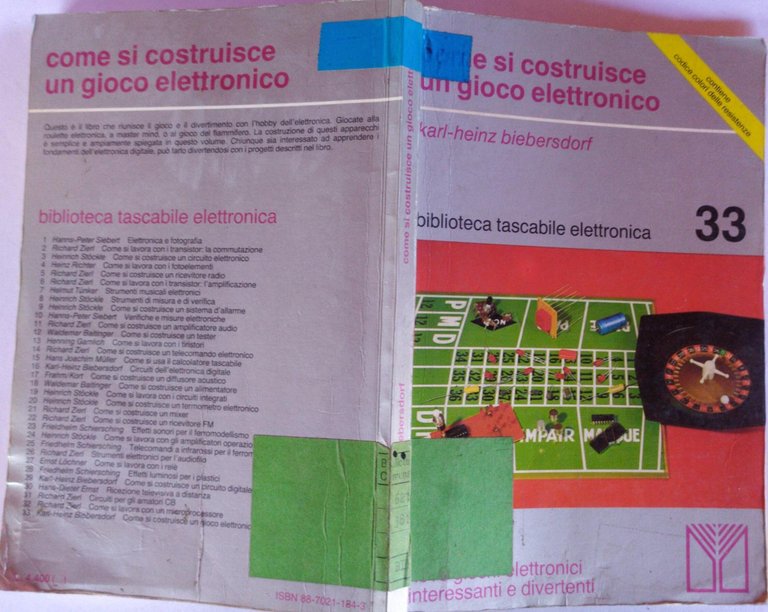 come si costruisce
un gioco elettronico
Questo è il libro che riunisce il gioco e il divertimento con l'hobby dell'elettronica. Giocate alla
roulette elettronica, a master mind, o al gioco del fiammifero. La costruzione di questi apparecchi
è semplice e ampiamente spiegata in questo volume. Chiunque sia interessato ad apprendere i
fondamenti dell'elettronica digitale, può farlo divertendosi con i progetti descritti nel libro.
biblioteca tascabile elettronica
1 Hanns-Peter Siebert Elettronica e fotografia
2 Richard Zierl Come si lavora con i transistor: la commutazione
3 Heinrich Stöckle Come si costruisce un circuito elettronico
4 Heinz Richter Come si lavora con i fotoelementi
5 Richard Zierl Come si costruisce un ricevitore radio
6 Richard Zierl Come si lavora con i transistor: l'amplificazione
7 Helmut Tünker Strumenti musicali elettronici
8 Heinrich Stöckle Strumenti di misura e di verifica
9 Heinrich Stöckle Come si costruisce un sistema d'allarme
10 Hanns-Peter Siebert Verifiche e misure elettroniche
11 Richard Zierl Come si costruisce un amplificatore audio
12 Waldemar Baitinger Come si costruisce un tester
13 Henning Gamlich Come si lavora con i tiristori
14 Richard Zierl Come si costruisce un telecomando elettronico
15 Hans Joachim Müller Come si usa il calcolatore tascabile
16 Karl-Heinz Biebersdorf Circuiti dell'elettronica digitale
17 Frahm/Kort Come si costruisce un diffusore acustico
18 Waldemar Baitinger Come si costruisce un alimentatore
19 Heinrich Stöckle Come si lavora con i circuiti integrati
20 Heinrich Stöckle Come si costruisce un termometro elettronico
21 Richard Zierl Come si costruisce un mixer
22 Richard Zierl Come si costruisce un ricevitore FM
23 Friedhelm Schiersching Effetti sonori per il ferromodellismo
24 Heinrich Stöckle Come si lavora con gli amplificatori operazio
25 Friedhelm Schiersching Telecomandi a infrarossi per il ferrom
26 Richard Zierl Strumenti elettronici per l'audiofilo
27 Ernst Löchner Come si lavora con i relè
28 Friedhelm Schiersching Effetti luminosi per i plastici
29 Karl-Heinz Biebersdorf Come si costruisce un circuito digitale
30 Hans-Dieter Ernst Ricezione televisiva a distanza
31 Richard Zierl Circuiti per gli amatori CB
32 Richard Zierl Come si lavora con un microprocessore
33 Karl-Heinz Biebersdorf Come si costruisce un gioco elettronic
4.400
ISBN 88-7021-184-3
come si costruisce un gioco elett
ebersdorf
me si costruisce
un gioco elettronico
contiene
codice colori delle resistenze
karl-heinz biebersdorf
biblioteca tascabile elettronica 33
elettronici
interessanti e divertenti